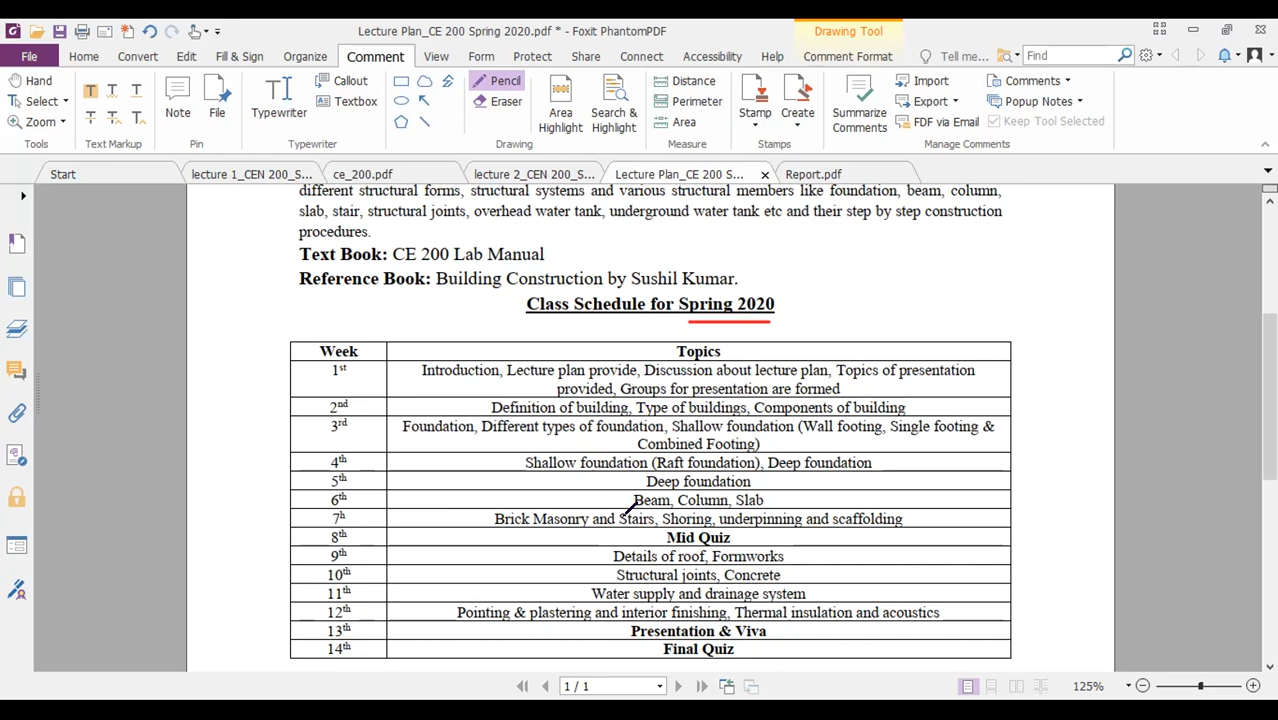 Lecture Plan_CE 200 Spring 2020.pdf * - Foxit PhantomPDF
Drawing Tool
File Home Convert Edit Fill & Sign Organize Comment View Form Protect Share Connect Accessibility Help Comment Format Tell me... Find
Hand
Select
Zoom
Tools
Text Markup
Note
File
Pin
Typewriter
Callout
Textbox
Typewriter
Pencil
Eraser
Area Highlight
Search & Highlight
Drawing
Distance
Perimeter
Area
Measure
Stamp
Create
Stamps
Summarize Comments
Import
Export
FDF via Email
Comments
Popup Notes
Keep Tool Selected
Manage Comments
Start lecture 1_CEN 200_S... ce_200.pdf lecture 2_CEN 200_S... Lecture Plan_CE 200 S... Report.pdf
different structural forms, structural systems and various structural members like foundation, beam, column,
slab, stair, structural joints, overhead water tank, underground water tank etc and their step by step construction
procedures.
Text Book: CE 200 Lab Manual
Reference Book: Building Construction by Sushil Kumar.
Class Schedule for Spring 2020
Week Topics
1st Introduction, Lecture plan provide, Discussion about lecture plan, Topics of presentation
provided, Groups for presentation are formed
2nd Definition of building, Type of buildings, Components of building
3rd Foundation, Different types of foundation, Shallow foundation (Wall footing, Single footing &
Combined Footing)
4th Shallow foundation (Raft foundation), Deep foundation
5th Deep foundation
6th Beam, Column, Slab
7h Brick Masonry and Stairs, Shoring, underpinning and scaffolding
8th Mid Quiz
9th Details of roof, Formworks
10th Structural joints, Concrete
11th Water supply and drainage system
12th Pointing & plastering and interior finishing, Thermal insulation and acoustics
13th Presentation & Viva
14th Final Quiz
1 / 1
125%